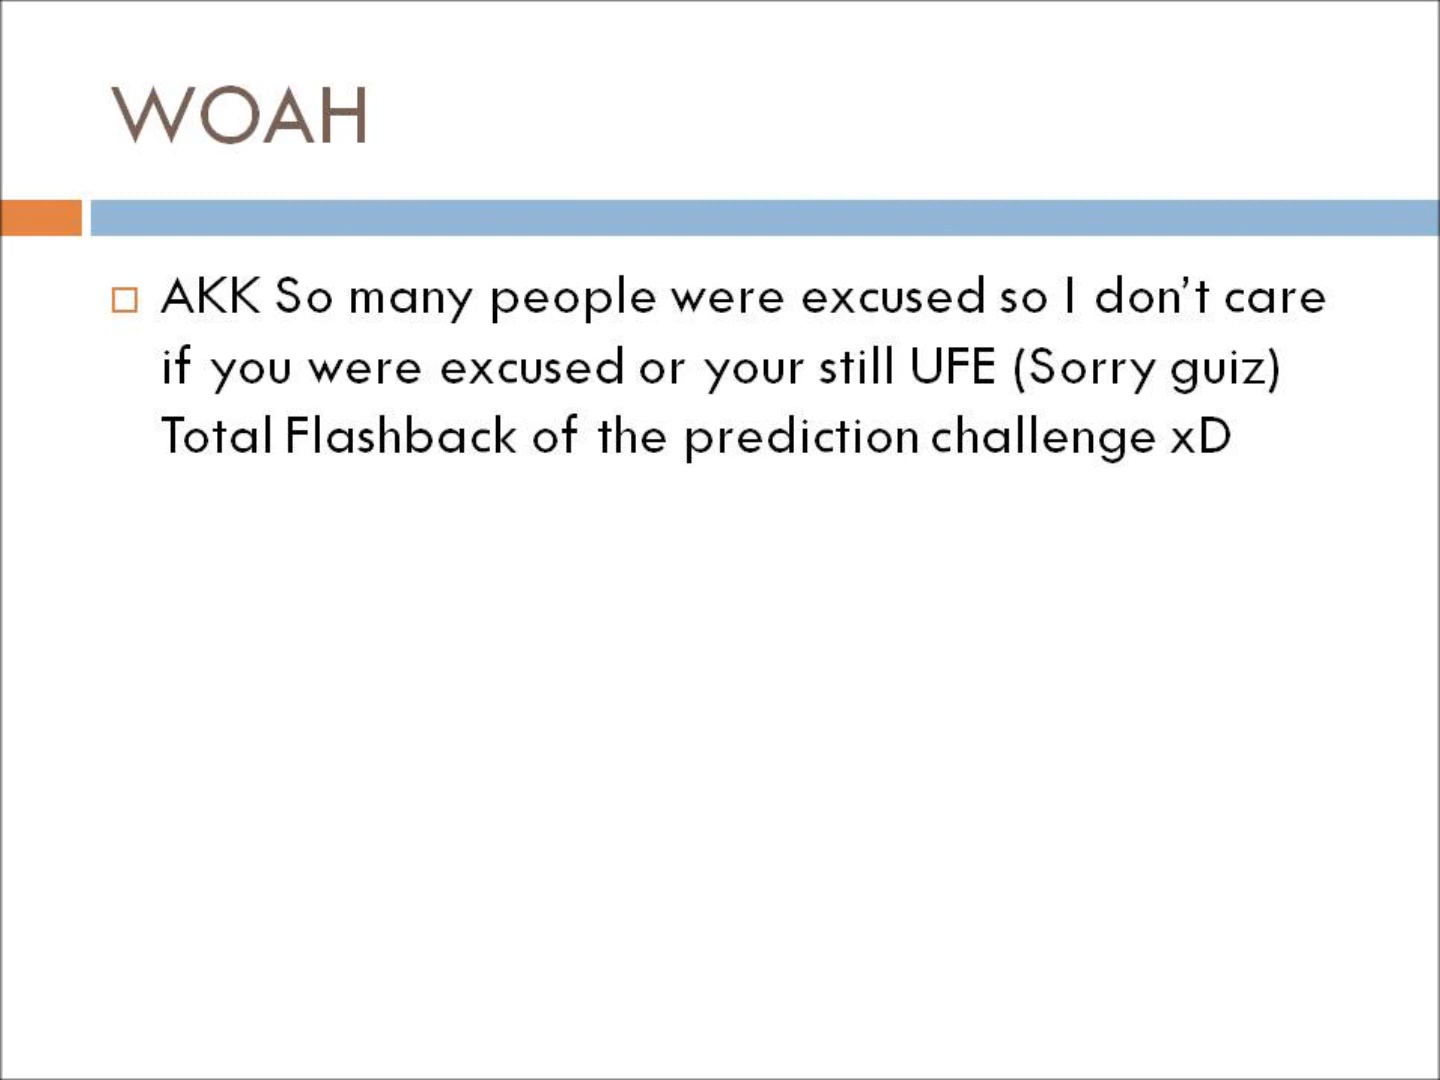 WOAH
AKK So many people were excused so I don't care
if you were excused or your still UFE (Sorry guiz)
Total Flashback of the prediction challenge xD